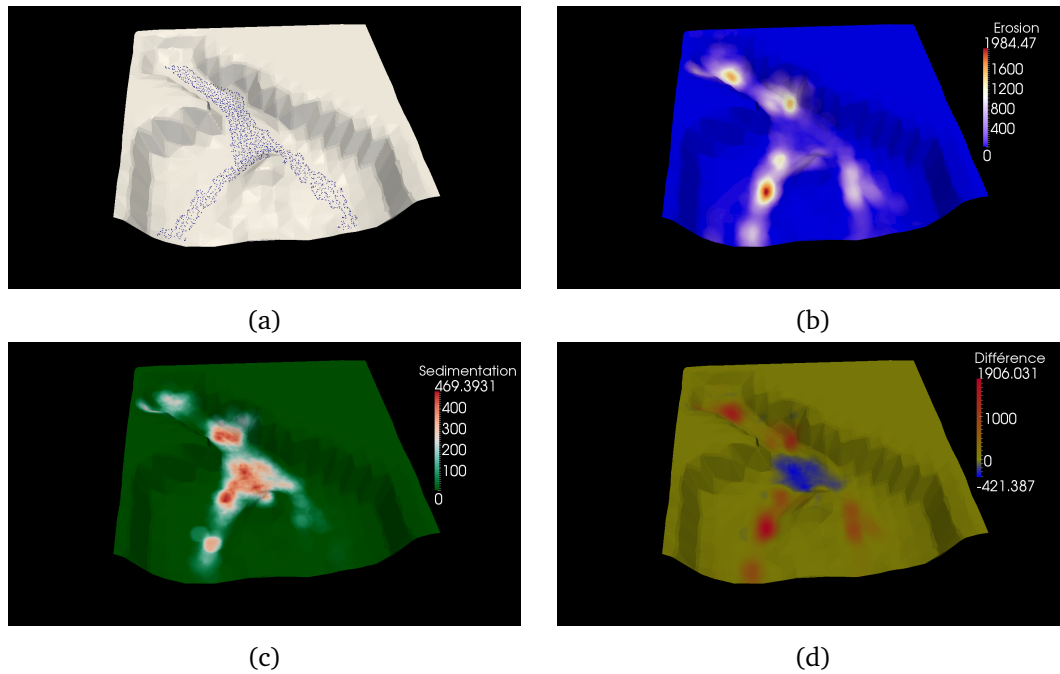 Erosion
1984.47
1600
1200
800
400
0
(a)
(b)
Sedimentation
469.3931
400
300
200
100
0
Différence
1906.031
1000
0
-421.387
(c)
(d)